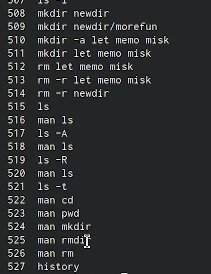 507 ls -l
508 mkdir newdir
509 mkdir newdir/morefun
510 mkdir -a let memo misk
511 mkdir let memo misk
512 rm let memo misk
513 rm -r let memo misk
514 rm -r newdir
515 ls
516 man ls
517 ls -A
518 man ls
519 ls -R
520 man ls
521 ls -t
522 man cd
523 man pwd
524 man mkdir
525 man rmdir
526 man rm
527 history